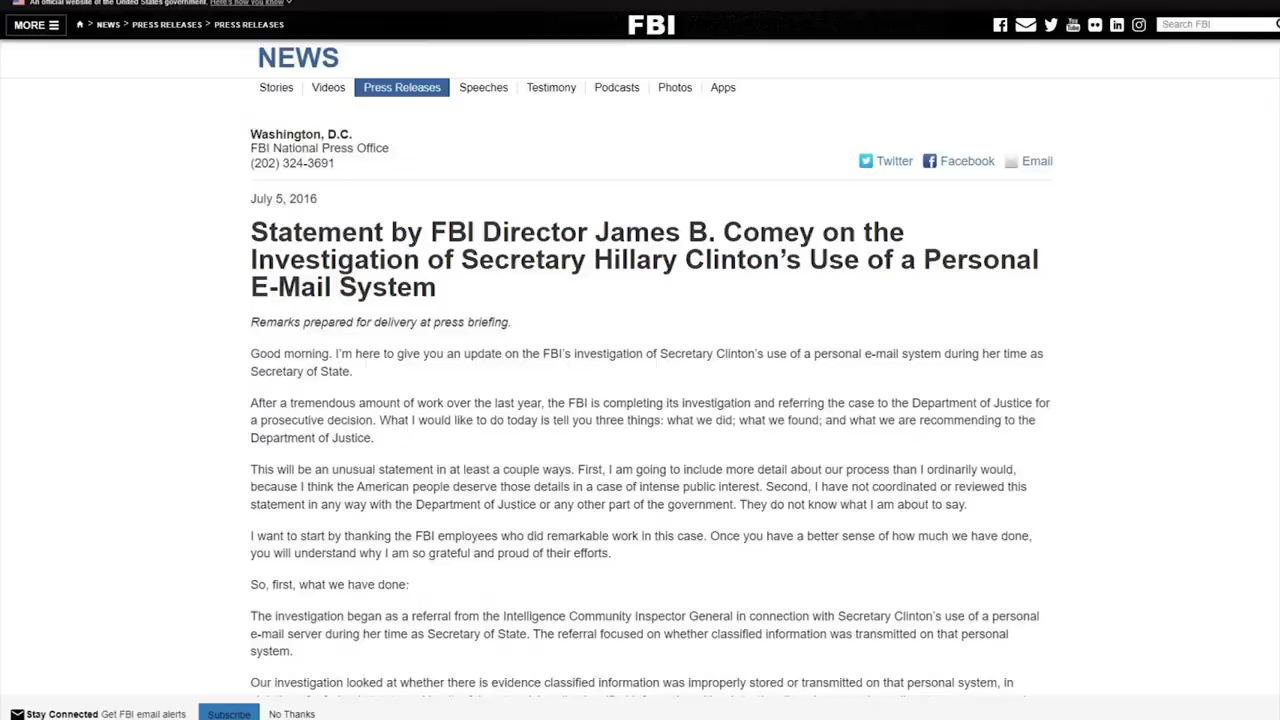 An official website of the United States government. Here's how you know
MORE
NEWS > PRESS RELEASES > PRESS RELEASES
FBI
Search FBI
NEWS
Stories Videos Press Releases Speeches Testimony Podcasts Photos Apps
Washington, D.C.
FBI National Press Office
(202) 324-3691
Twitter Facebook Email
July 5, 2016
Statement by FBI Director James B. Comey on the
Investigation of Secretary Hillary Clinton’s Use of a Personal
E-Mail System
Remarks prepared for delivery at press briefing.
Good morning. I’m here to give you an update on the FBI’s investigation of Secretary Clinton’s use of a personal e-mail system during her time as
Secretary of State.
After a tremendous amount of work over the last year, the FBI is completing its investigation and referring the case to the Department of Justice for
a prosecutive decision. What I would like to do today is tell you three things: what we did; what we found; and what we are recommending to the
Department of Justice.
This will be an unusual statement in at least a couple ways. First, I am going to include more detail about our process than I ordinarily would,
because I think the American people deserve those details in a case of intense public interest. Second, I have not coordinated or reviewed this
statement in any way with the Department of Justice or any other part of the government. They do not know what I am about to say.
I want to start by thanking the FBI employees who did remarkable work in this case. Once you have a better sense of how much we have done,
you will understand why I am so grateful and proud of their efforts.
So, first, what we have done:
The investigation began as a referral from the Intelligence Community Inspector General in connection with Secretary Clinton’s use of a personal
e-mail server during her time as Secretary of State. The referral focused on whether classified information was transmitted on that personal
system.
Our investigation looked at whether there is evidence classified information was improperly stored or transmitted on that personal system, in
Stay Connected Get FBI email alerts Subscribe No Thanks